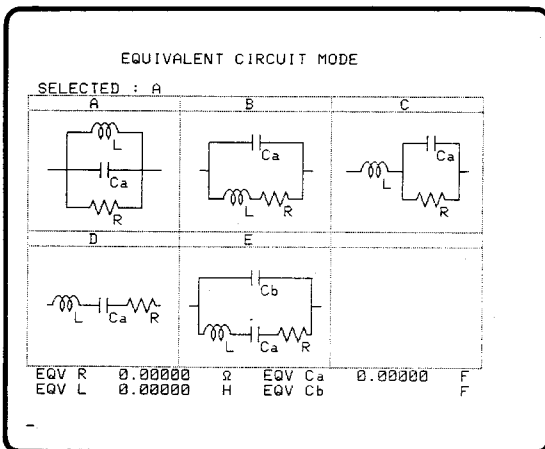 EQUIVALENT CIRCUIT MODE
SELECTED : A
A B C
L
Ca
R
Ca
L R
Ca
L
R
D E
L Ca R
Cb
L Ca R
EQV R 0.00000 Ω EQV Ca 0.00000 F
EQV L 0.00000 H EQV Cb F